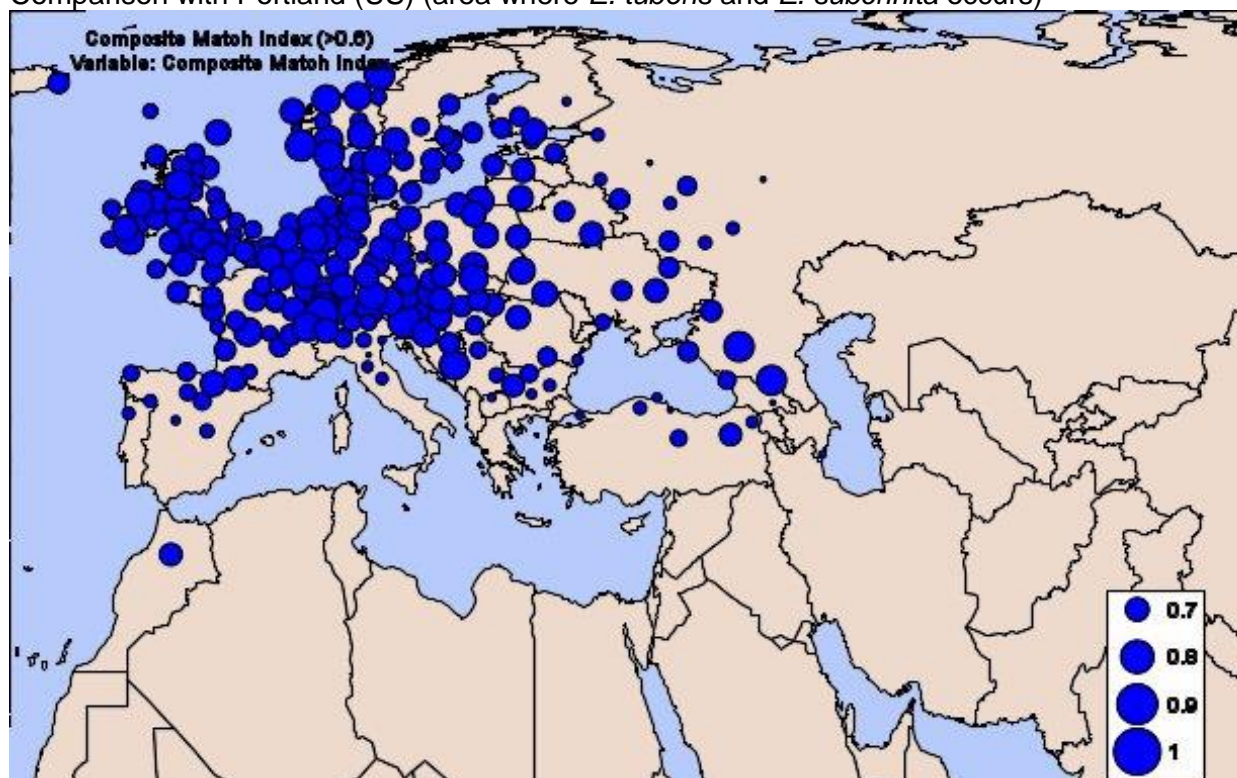 Comparison with Portland (US) (area where E. tuberis and E. subcrinita occurs)
Composite Match Index (>0.6)
Variable: Composite Match Index
0.7
0.8
0.9
1